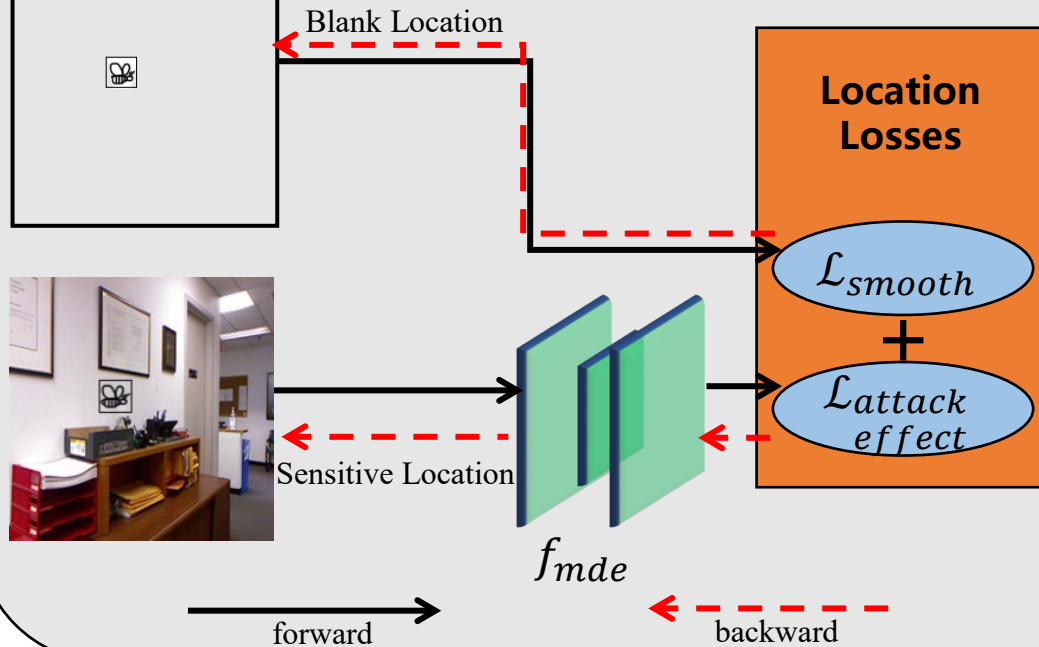 Blank Location
Location
Losses
ℒsmooth
+
ℒattack
effect
Sensitive Location
fmde
forward
backward